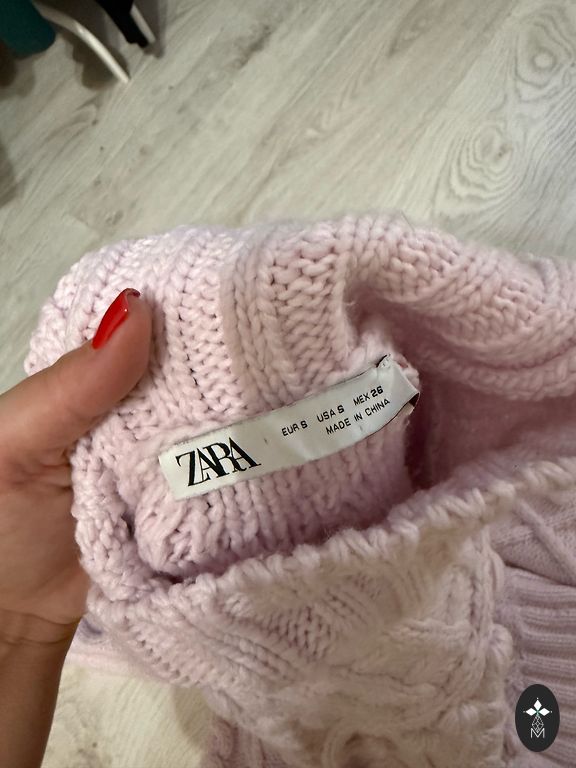 ZARA
EUR S USA S MEX 26
MADE IN CHINA
M